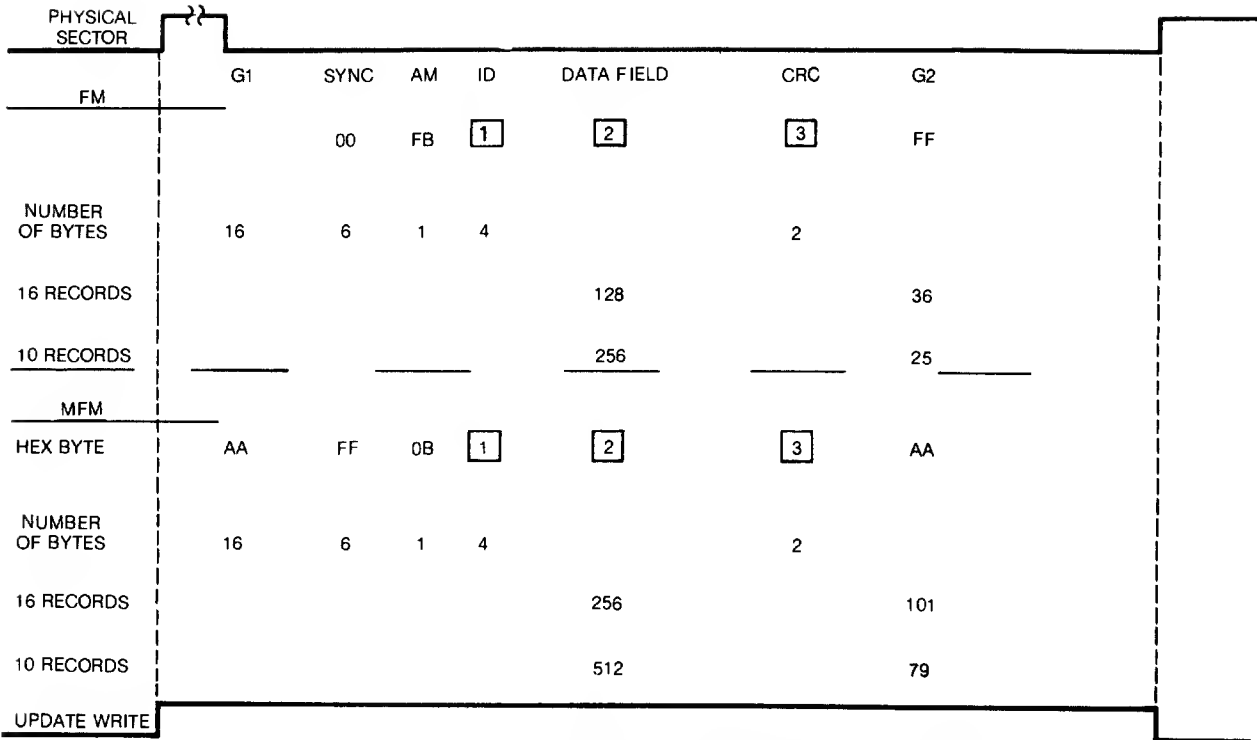 PHYSICAL
SECTOR
G1 SYNC AM ID DATA FIELD CRC G2
FM
00 FB 1 2 3 FF
NUMBER
OF BYTES 16 6 1 4 2
16 RECORDS 128 36
10 RECORDS 256 25
MFM
HEX BYTE AA FF 0B 1 2 3 AA
NUMBER
OF BYTES 16 6 1 4 2
16 RECORDS 256 101
10 RECORDS 512 79
UPDATE WRITE